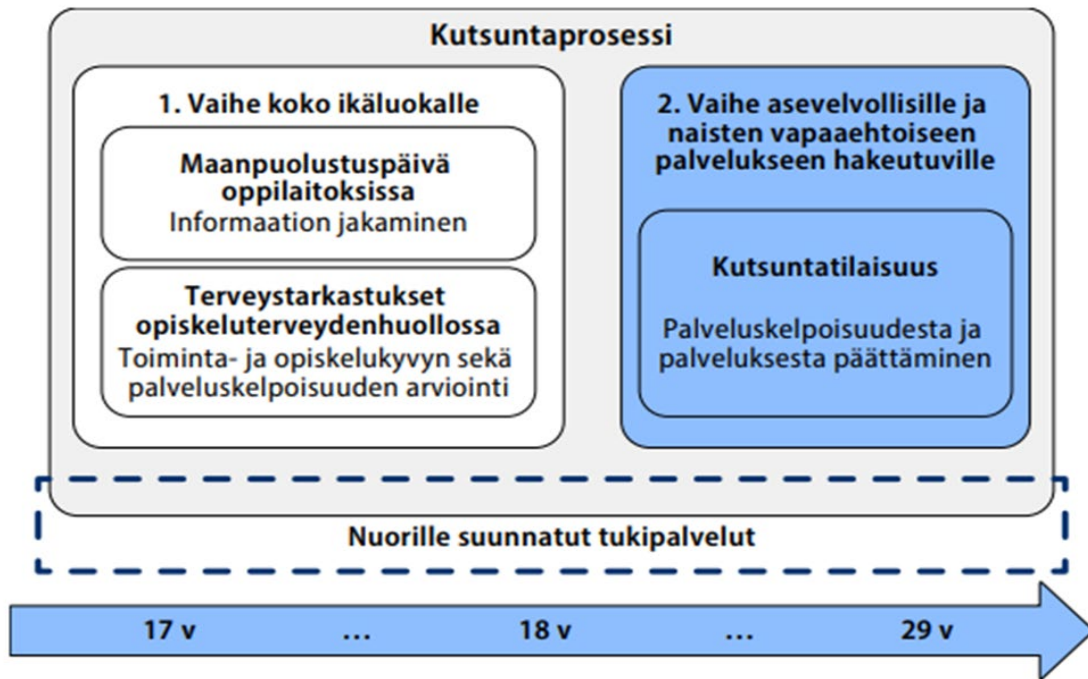 Kutsuntaprosessi
1. Vaihe koko ikäluokalle
Maanpuolustuspäivä
oppilaitoksissa
Informaation jakaminen
Terveystarkastukset
opiskeluterveydenhuollossa
Toiminta- ja opiskelukyvyn sekä
palveluskelpoisuuden arviointi
2. Vaihe asevelvollisille ja
naisten vapaaehtoiseen
palvelukseen hakeutuville
Kutsuntatilaisuus
Palveluskelpoisuudesta ja
palveluksesta päättäminen
Nuorille suunnatut tukipalvelut
17 v ... 18 v ... 29 v